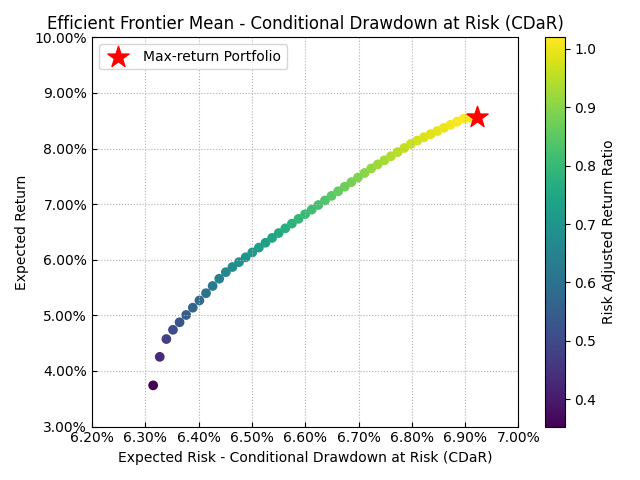 Efficient Frontier Mean - Conditional Drawdown at Risk (CDaR)
Max-return Portfolio
10.00%
9.00%
8.00%
7.00%
6.00%
5.00%
4.00%
3.00%
Expected Return
6.20% 6.30% 6.40% 6.50% 6.60% 6.70% 6.80% 6.90% 7.00%
Expected Risk - Conditional Drawdown at Risk (CDaR)
1.0
0.9
0.8
0.7
0.6
0.5
0.4
Risk Adjusted Return Ratio